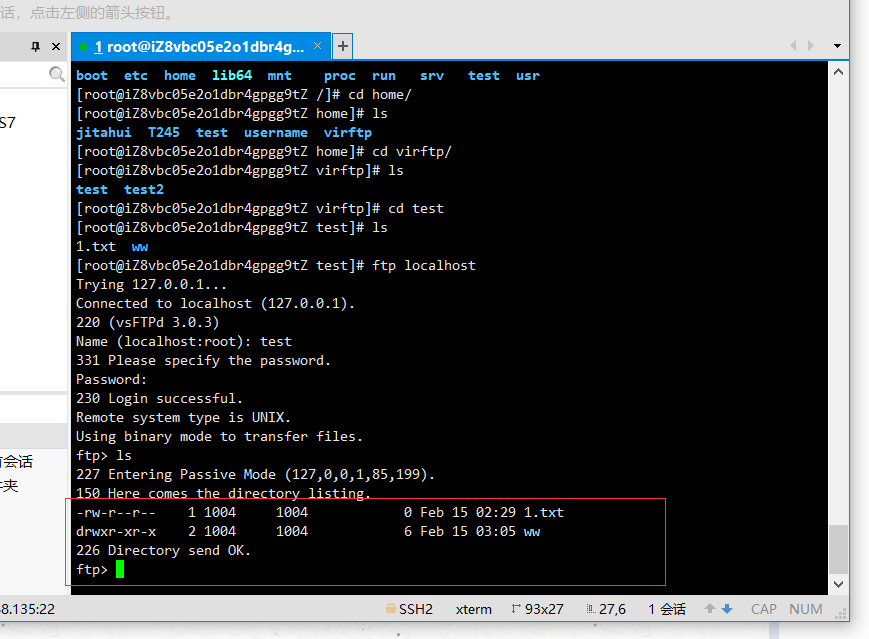 话，点击左侧的箭头按钮。
1 root@iZ8vbc05e2o1dbr4g... × +
S7
boot etc home lib64 mnt proc run srv test usr
[root@iZ8vbc05e2o1dbr4gpgg9tZ /]# cd home/
[root@iZ8vbc05e2o1dbr4gpgg9tZ home]# ls
jitahui T245 test username virftp
[root@iZ8vbc05e2o1dbr4gpgg9tZ home]# cd virftp/
[root@iZ8vbc05e2o1dbr4gpgg9tZ virftp]# ls
test test2
[root@iZ8vbc05e2o1dbr4gpgg9tZ virftp]# cd test
[root@iZ8vbc05e2o1dbr4gpgg9tZ test]# ls
1.txt ww
[root@iZ8vbc05e2o1dbr4gpgg9tZ test]# ftp localhost
Trying 127.0.0.1...
Connected to localhost (127.0.0.1).
220 (vsFTPd 3.0.3)
Name (localhost:root): test
331 Please specify the password.
Password:
230 Login successful.
Remote system type is UNIX.
Using binary mode to transfer files.
ftp> ls
227 Entering Passive Mode (127,0,0,1,85,199).
150 Here comes the directory listing.
-rw-r--r-- 1 1004 1004 0 Feb 15 02:29 1.txt
drwxr-xr-x 2 1004 1004 6 Feb 15 03:05 ww
226 Directory send OK.
ftp>
会话
夹
8.135:22 SSH2 xterm 93x27 27,6 1 会话 CAP NUM